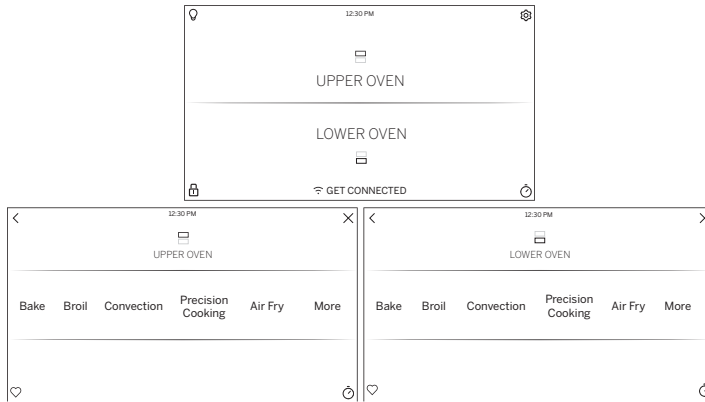 12:30 PM
UPPER OVEN
LOWER OVEN
GET CONNECTED
12:30 PM
UPPER OVEN
Bake Broil Convection Precision Cooking Air Fry More
12:30 PM
LOWER OVEN
Bake Broil Convection Precision Cooking Air Fry More